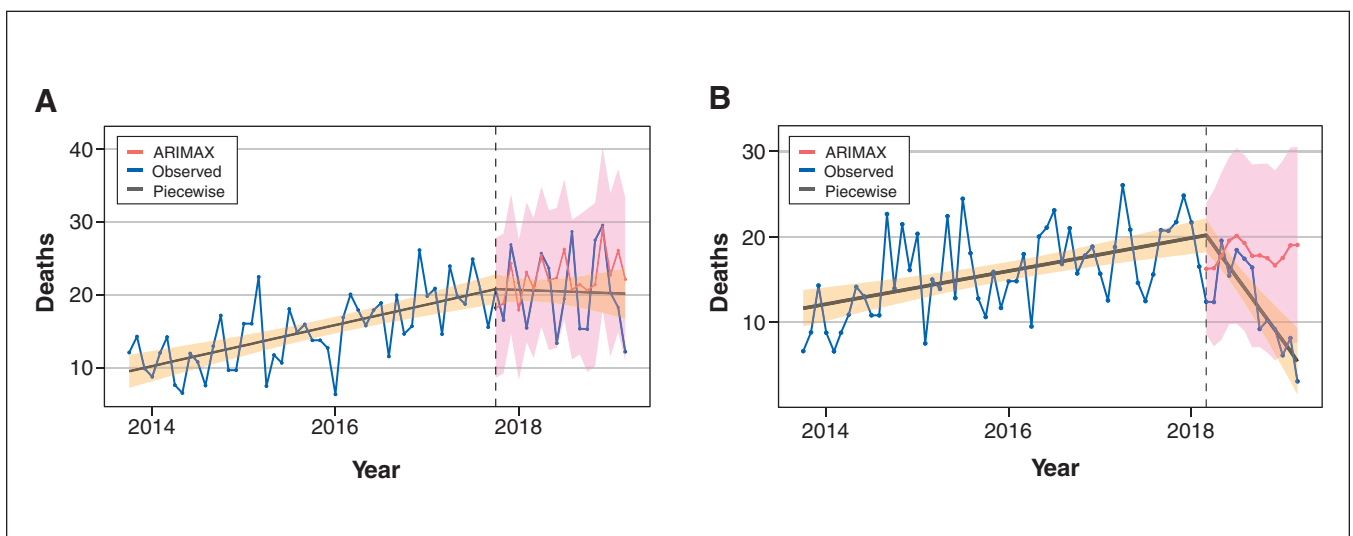 A
ARIMAX
Observed
Piecewise
40
30
20
10
Deaths
2014
2016
2018
Year
B
ARIMAX
Observed
Piecewise
30
20
10
Deaths
2014
2016
2018
Year